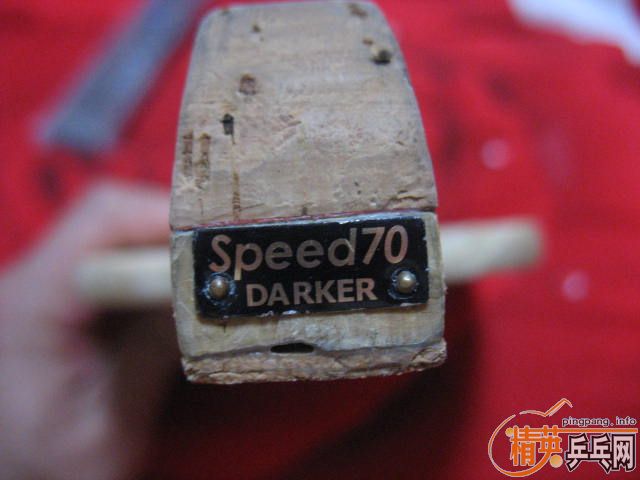 Speed70
DARKER
pingpang.info
精英乒乓网